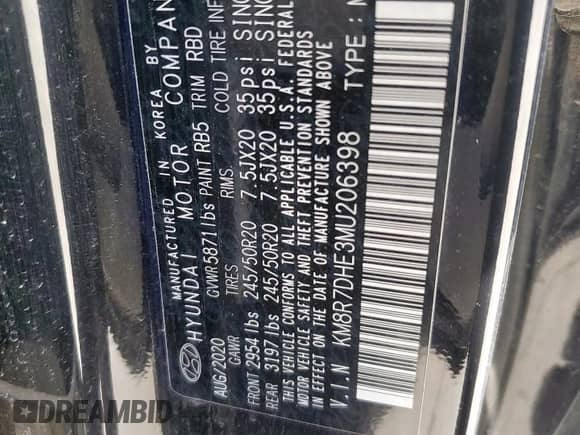 MANUFACTURED IN KOREA BY
HYUNDAI MOTOR COMPAN
AUG/2020 GVWR 5871 lbs PAINT RB5 TRIM RBD
GAWR TIRES RIMS COLD TIRE INF
FRONT 2954 lbs 245/50R20 7.5JX20 35psi SING
REAR 3197 lbs 245/50R20 7.5JX20 35psi SING
THIS VEHICLE CONFORMS TO ALL APPLICABLE U.S.A. FEDERAL
MOTOR VEHICLE SAFETY AND THEFT PREVENTION STANDARDS
IN EFFECT ON THE DATE OF MANUFACTURE SHOWN ABOVE
V.I.N KM8R7DHE3MU206398 TYPE :
DREAMBID.COM